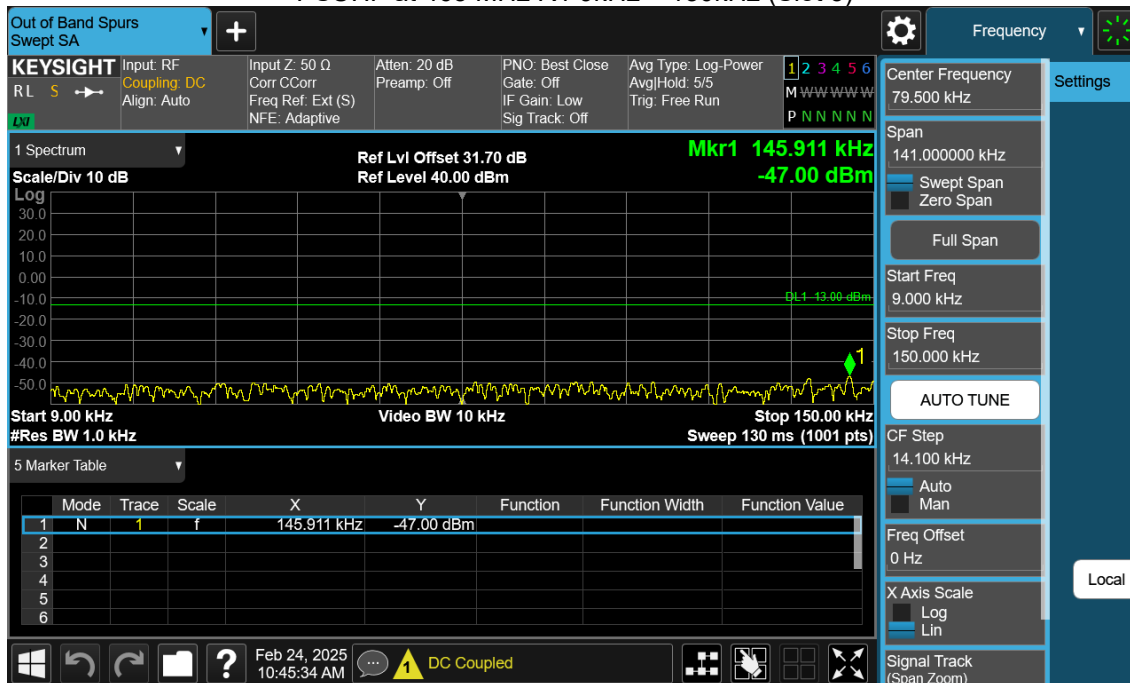 Out of Band Spurs
Swept SA
Frequency
KEYSIGHT
RL S
LXI
Input: RF
Coupling: DC
Align: Auto
Input Z: 50 Ω
Corr CCorr
Freq Ref: Ext (S)
NFE: Adaptive
Atten: 20 dB
Preamp: Off
PNO: Best Close
Gate: Off
IF Gain: Low
Sig Track: Off
Avg Type: Log-Power
Avg|Hold: 5/5
Trig: Free Run
1 2 3 4 5 6
M W W W W W
P N N N N N
1 Spectrum
Scale/Div 10 dB
Ref Lvl Offset 31.70 dB
Ref Level 40.00 dBm
Mkr1 145.911 kHz
-47.00 dBm
Log
30.0
20.0
10.0
0.00
-10.0
-20.0
-30.0
-40.0
-50.0
DL1 -13.00 dBm
1
Start 9.00 kHz
Video BW 10 kHz
Stop 150.00 kHz
#Res BW 1.0 kHz
Sweep 130 ms (1001 pts)
5 Marker Table
Mode Trace Scale X Y Function Function Width Function Value
1 N 1 f 145.911 kHz -47.00 dBm
2
3
4
5
6
Feb 24, 2025
10:45:34 AM
1 DC Coupled
Center Frequency
79.500 kHz
Span
141.000000 kHz
Swept Span
Zero Span
Full Span
Start Freq
9.000 kHz
Stop Freq
150.000 kHz
AUTO TUNE
CF Step
14.100 kHz
Auto
Man
Freq Offset
0 Hz
X Axis Scale
Log
Lin
Signal Track
(Span Zoom)
Settings
Local